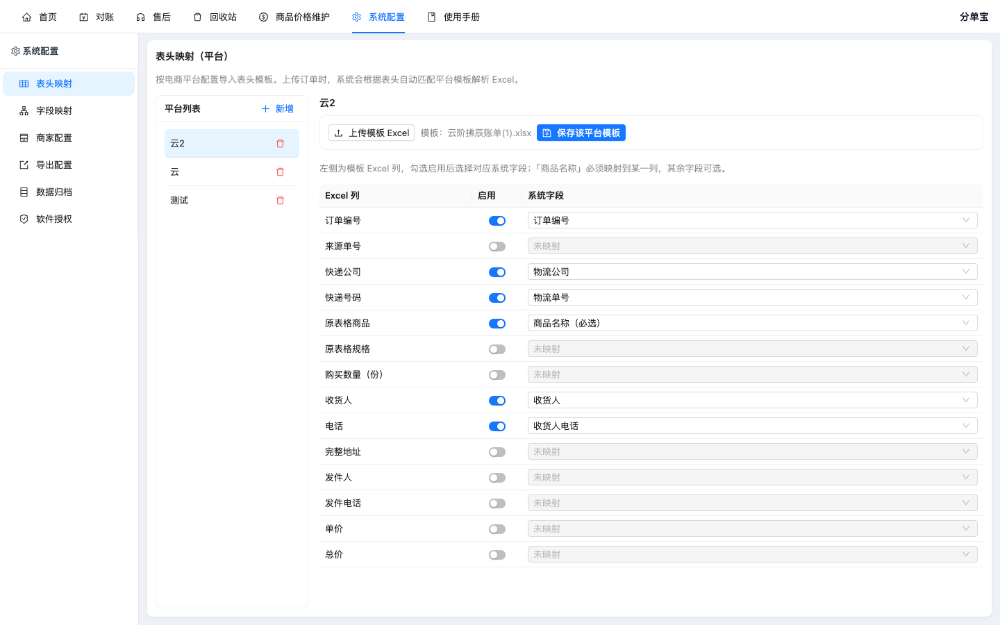 首页 对账 售后 回收站 商品价格维护 系统配置 使用手册 分单宝
系统配置
表头映射
字段映射
商家配置
导出配置
数据归档
软件授权
表头映射（平台）
按电商平台配置导入表头模板。上传订单时，系统会根据表头自动匹配平台模板解析 Excel。
平台列表 新增
云2
云
测试
云2
上传模板 Excel 模板：云阶拂辰账单(1).xlsx 保存该平台模板
左侧为模板 Excel 列，勾选启用后选择对应系统字段；「商品名称」必须映射到某一列，其余字段可选。
Excel 列 启用 系统字段
订单编号 订单编号
来源单号 未映射
快递公司 物流公司
快递号码 物流单号
原表格商品 商品名称（必选）
原表格规格 未映射
购买数量（份） 未映射
收货人 收货人
电话 收货人电话
完整地址 未映射
发件人 未映射
发件电话 未映射
单价 未映射
总价 未映射